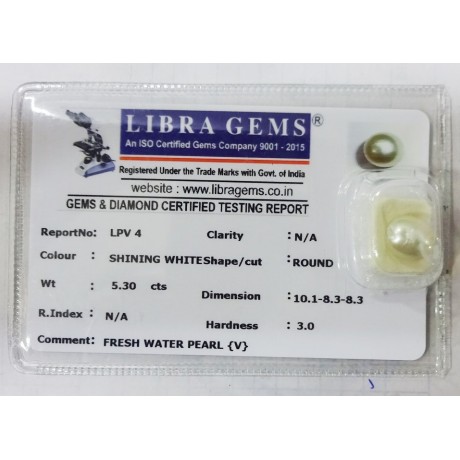 LIBRA GEMS ®
An ISO Certified Gems Company 9001 - 2015
Registered Under the Trade Marks with Govt. of India
website : www.libragems.co.in
GEMS & DIAMOND CERTIFIED TESTING REPORT
ReportNo: LPV 4 Clarity : N/A
Colour : SHINING WHITE Shape/cut : ROUND
Wt : 5.30 cts Dimension :10.1-8.3-8.3
R.Index : N/A Hardness : 3.0
Comment: FRESH WATER PEARL {V}